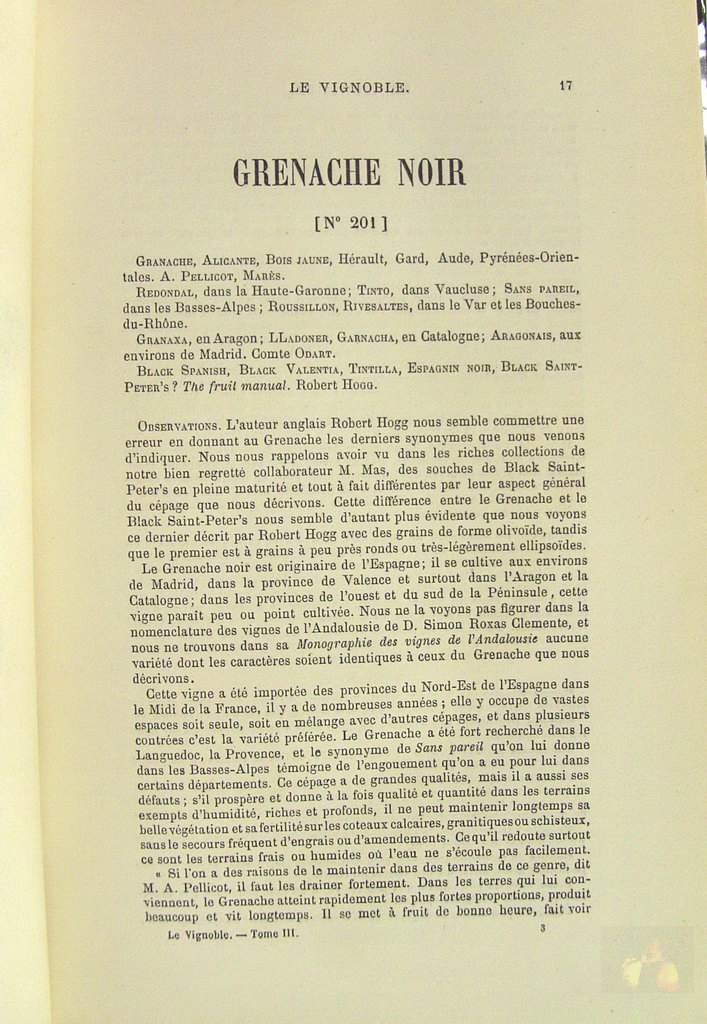 LE VIGNOBLE. 17
GRENACHE NOIR
[N° 201]
GRENACHE, ALICANTE, BOIS JAUNE, Hérault, Gard, Aude, Pyrénées-Orien-
tales. A. PELLICOT, MARÈS.
REDONDAL, dans la Haute-Garonne; TINTO, dans Vaucluse; SANS PAREIL,
dans les Basses-Alpes; ROUSSILLON, RIVESALTES, dans le Var et les Bouches-
du-Rhône.
GRANAXA, en Aragon; LLADONER, GARNACHA, en Catalogne; ARAGONAIS, aux
environs de Madrid. Comte ODART.
BLACK SPANISH, BLACK VALENTIA, TINTILLA, ESPAGNIN NOIR, BLACK SAINT-
PETER'S? The fruit manual. Robert HOGG.
OBSERVATIONS. L'auteur anglais Robert Hogg nous semble commettre une
erreur en donnant au Grenache les derniers synonymes que nous venons
d'indiquer. Nous nous rappelons avoir vu dans les riches collections de
notre bien regretté collaborateur M. Mas, des souches de Black Saint-
Peter's en pleine maturité et tout à fait différentes par leur aspect général
du cépage que nous décrivons. Cette différence entre le Grenache et le
Black Saint-Peter's nous semble d'autant plus évidente que nous voyons
ce dernier décrit par Robert Hogg avec des grains de forme olivoïde, tandis
que le premier est à grains à peu près ronds ou très-légèrement ellipsoïdes.
Le Grenache noir est originaire de l'Espagne; il se cultive aux environs
de Madrid, dans la province de Valence et surtout dans l'Aragon et la
Catalogne; dans les provinces de l'ouest et du sud de la Péninsule, cette
vigne paraît peu ou point cultivée. Nous ne la voyons pas figurer dans la
nomenclature des vignes de l'Andalousie de D. Simon Roxas Clemente, et
nous ne trouvons dans sa Monographie des vignes de l'Andalousie aucune
variété dont les caractères soient identiques à ceux du Grenache que nous
décrivons.
Cette vigne a été importée des provinces du Nord-Est de l'Espagne dans
le Midi de la France, il y a de nombreuses années; elle y occupe de vastes
espaces soit seule, soit en mélange avec d'autres cépages, et dans plusieurs
contrées c'est la variété préférée. Le Grenache a été fort recherché dans le
Languedoc, la Provence, et le synonyme de Sans pareil qu'on lui donne
dans les Basses-Alpes témoigne de l'engouement qu'on a eu pour lui dans
certains départements. Ce cépage a de grandes qualités, mais il a aussi ses
défauts; s'il prospère et donne à la fois qualité et quantité dans les terrains
exempts d'humidité, riches et profonds, il ne peut maintenir longtemps sa
belle végétation et sa fertilité sur les coteaux calcaires, granitiques ou schisteux,
sans le secours fréquent d'engrais ou d'amendements. Ce qu'il redoute surtout
ce sont les terrains frais ou humides où l'eau ne s'écoule pas facilement.
« Si l'on a des raisons de le maintenir dans des terrains de ce genre, dit
M. A. Pellicot, il faut les drainer fortement. Dans les terres qui lui con-
viennent, le Grenache atteint rapidement les plus fortes proportions, produit
beaucoup et vit longtemps. Il se met à fruit de bonne heure, fait voir
Le Vignoble. — Tome III. 3